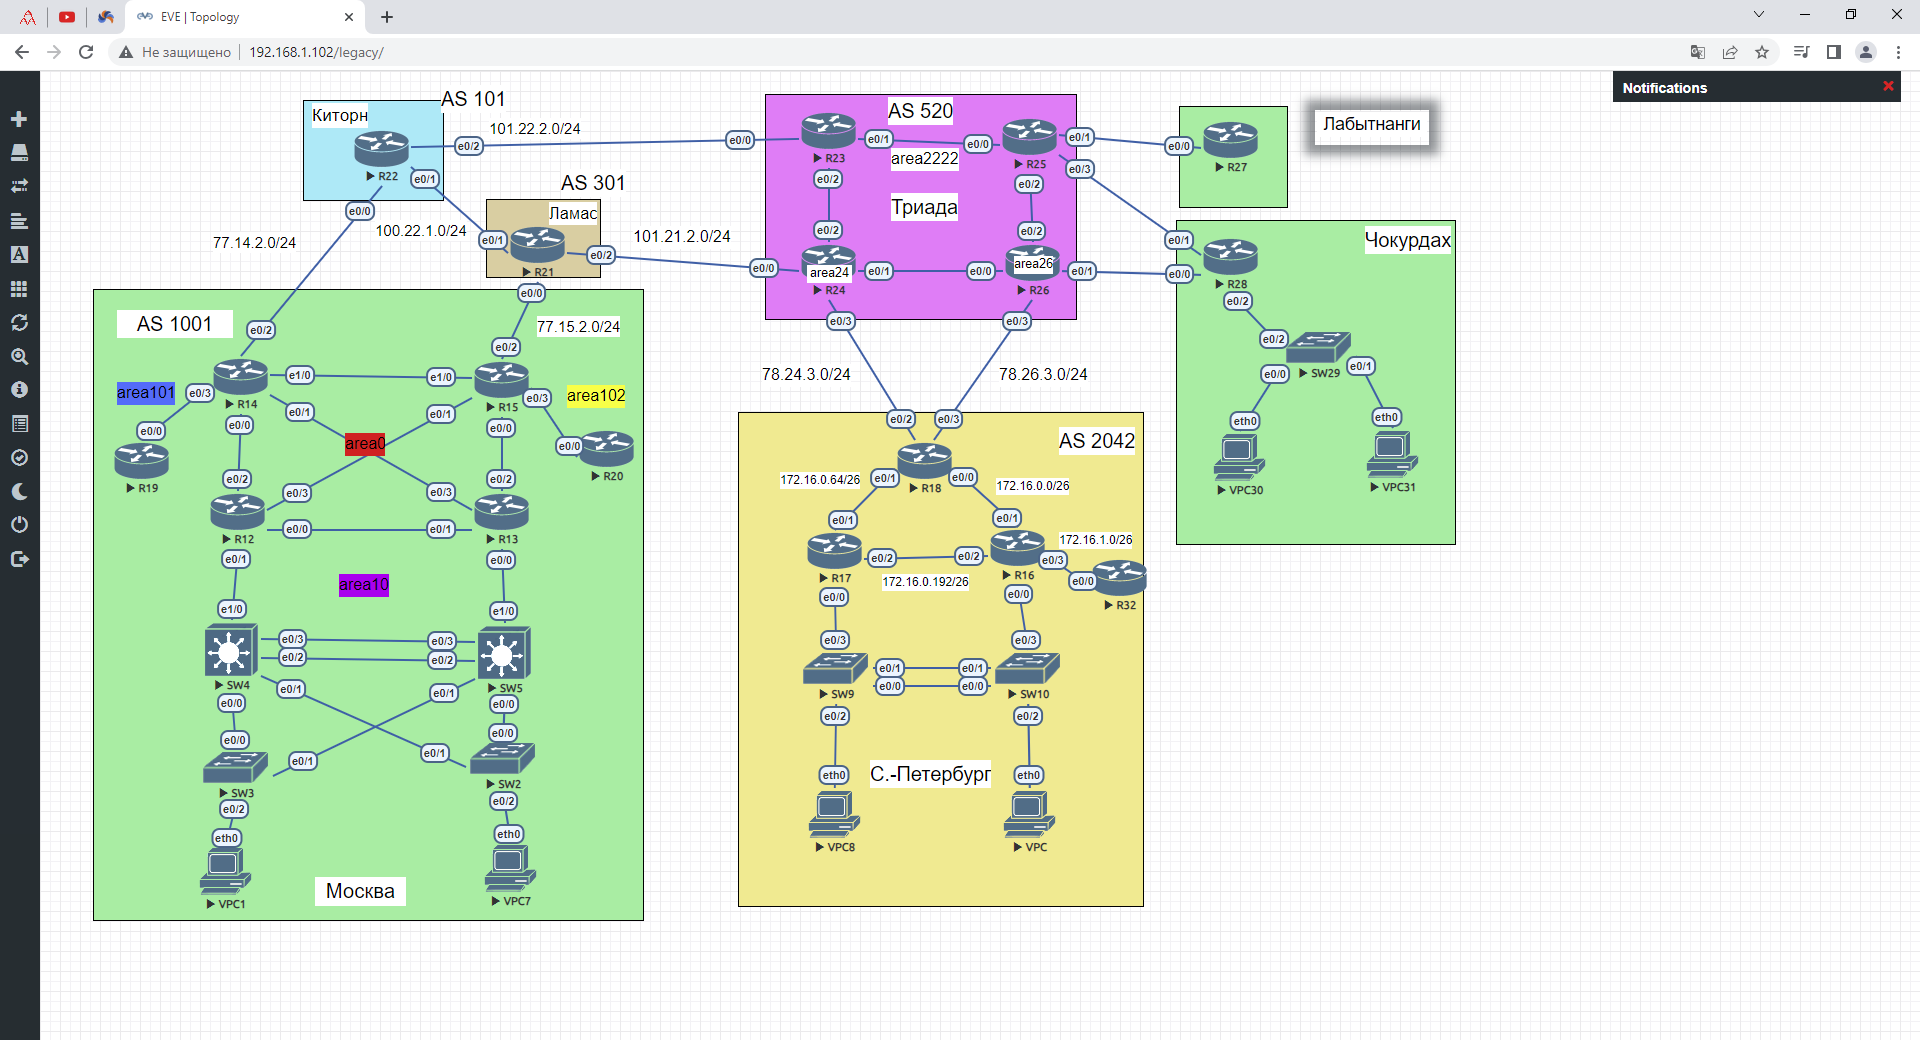 EVE | Topology
Не защищено
192.168.1.102/legacy/
Notifications
AS 101
Киторн
R22
e0/2
101.22.2.0/24
e0/0
e0/1
e0/0
77.14.2.0/24
100.22.1.0/24
AS 301
Ламас
e0/1
R21
e0/2
101.21.2.0/24
e0/0
e0/0
77.15.2.0/24
AS 520
R23
e0/1
e0/0
R25
e0/1
area2222
e0/3
e0/2
e0/2
Триада
e0/2
e0/2
area24
R24
e0/1
e0/0
area26
R26
e0/1
e0/3
e0/3
78.24.3.0/24
78.26.3.0/24
e0/0
R27
Лабытнанги
Чокурдах
e0/1
e0/0
R28
e0/2
e0/2
SW29
e0/0
e0/1
eth0
eth0
VPC30
VPC31
AS 1001
e0/2
e0/2
area101
e0/3
R14
e1/0
e1/0
R15
e0/3
area102
e0/0
R19
e0/0
e0/1
e0/1
e0/0
area0
e0/0
R20
e0/2
e0/3
e0/3
e0/2
R12
e0/0
e0/1
R13
e0/1
e0/0
area10
e1/0
e1/0
SW4
e0/3
e0/3
e0/2
e0/2
SW5
e0/0
e0/1
e0/1
e0/0
e0/0
e0/0
SW3
e0/1
e0/1
SW2
e0/2
e0/2
eth0
eth0
VPC1
VPC7
Москва
AS 2042
e0/2
e0/3
R18
172.16.0.64/26
e0/1
e0/0
172.16.0.0/26
e0/1
e0/1
R17
e0/2
e0/2
R16
172.16.1.0/26
e0/3
e0/0
R32
172.16.0.192/26
e0/0
e0/0
e0/3
e0/3
SW9
e0/1
e0/1
e0/0
e0/0
SW10
e0/2
e0/2
С.-Петербург
eth0
eth0
VPC8
VPC